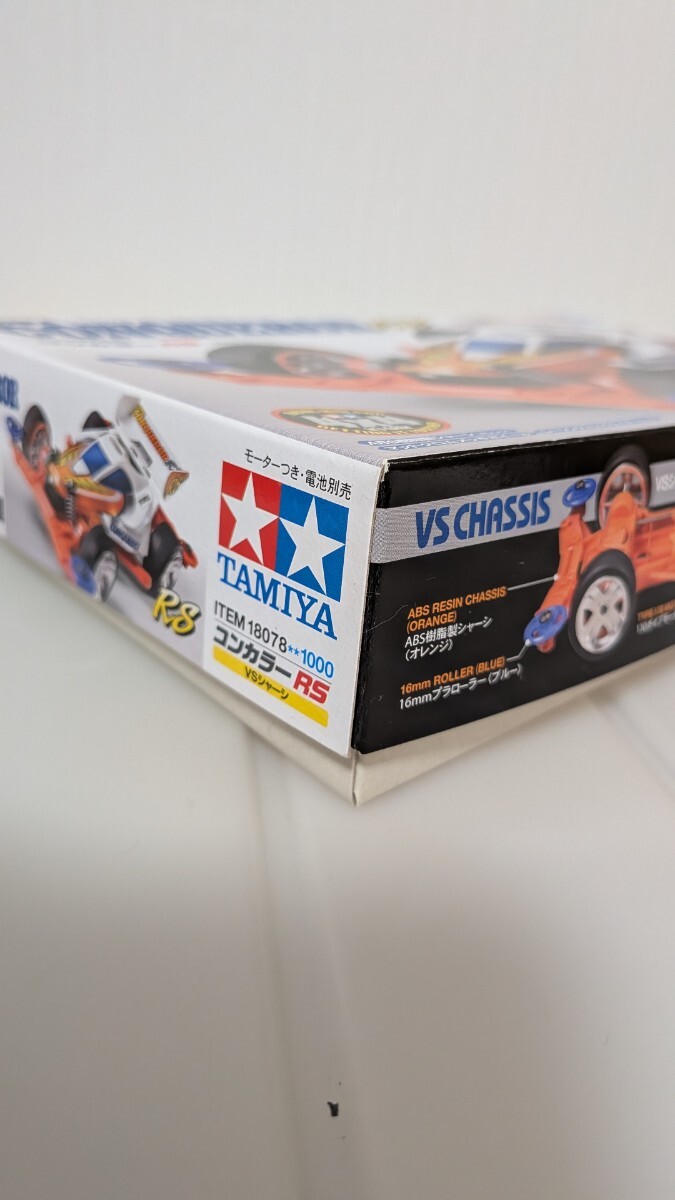 RS
モーターつき・電池別売
TAMIYA
ITEM 18078**1000
コンカラー RS
VSシャーシ
VS CHASSIS
ABS RESIN CHASSIS
(ORANGE)
ABS樹脂製シャーシ
(オレンジ)
16mm ROLLER (BLUE)
16mmプラローラー(ブルー)